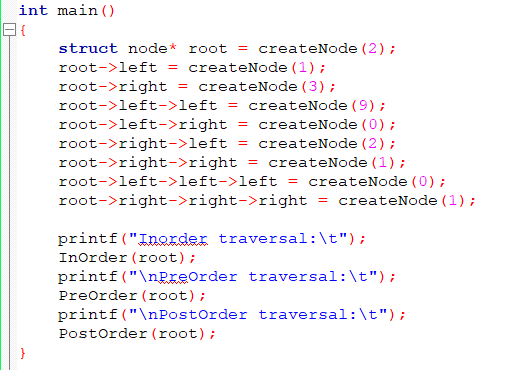 int main()
{
struct node* root = createNode(2);
root->left = createNode(1);
root->right = createNode(3);
root->left->left = createNode(9);
root->left->right = createNode(0);
root->right->left = createNode(2);
root->right->right = createNode(1);
root->left->left->left = createNode(0);
root->right->right->right = createNode(1);
printf("Inorder traversal:\t");
InOrder(root);
printf("\nPreOrder traversal:\t");
PreOrder(root);
printf("\nPostOrder traversal:\t");
PostOrder(root);
}